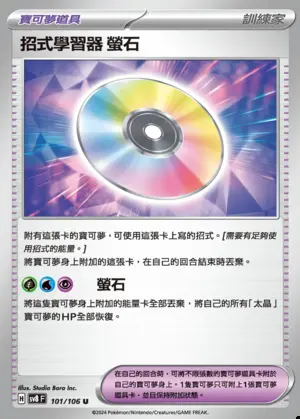 寶可夢道具 訓練家
招式學習器 螢石
附有這張卡的寶可夢，可使用這張卡上寫的招式。[需要有足夠使
用招式的能量。]
將寶可夢身上附加的這張卡，在自己的回合結束時丟棄。
螢石
將這隻寶可夢身上附加的能量卡全部丟棄，將自己的所有「太晶」
寶可夢的HP全部恢復。
在自己的回合時，可將不限張數的寶可夢道具卡附於
自己的寶可夢身上。1隻寶可夢只可附上1張寶可夢
道具卡，並且保持附加狀態。
illus. Studio Bora Inc.
H SV8 F 101/106 U
©2024 Pokémon/Nintendo/Creatures/GAME FREAK.